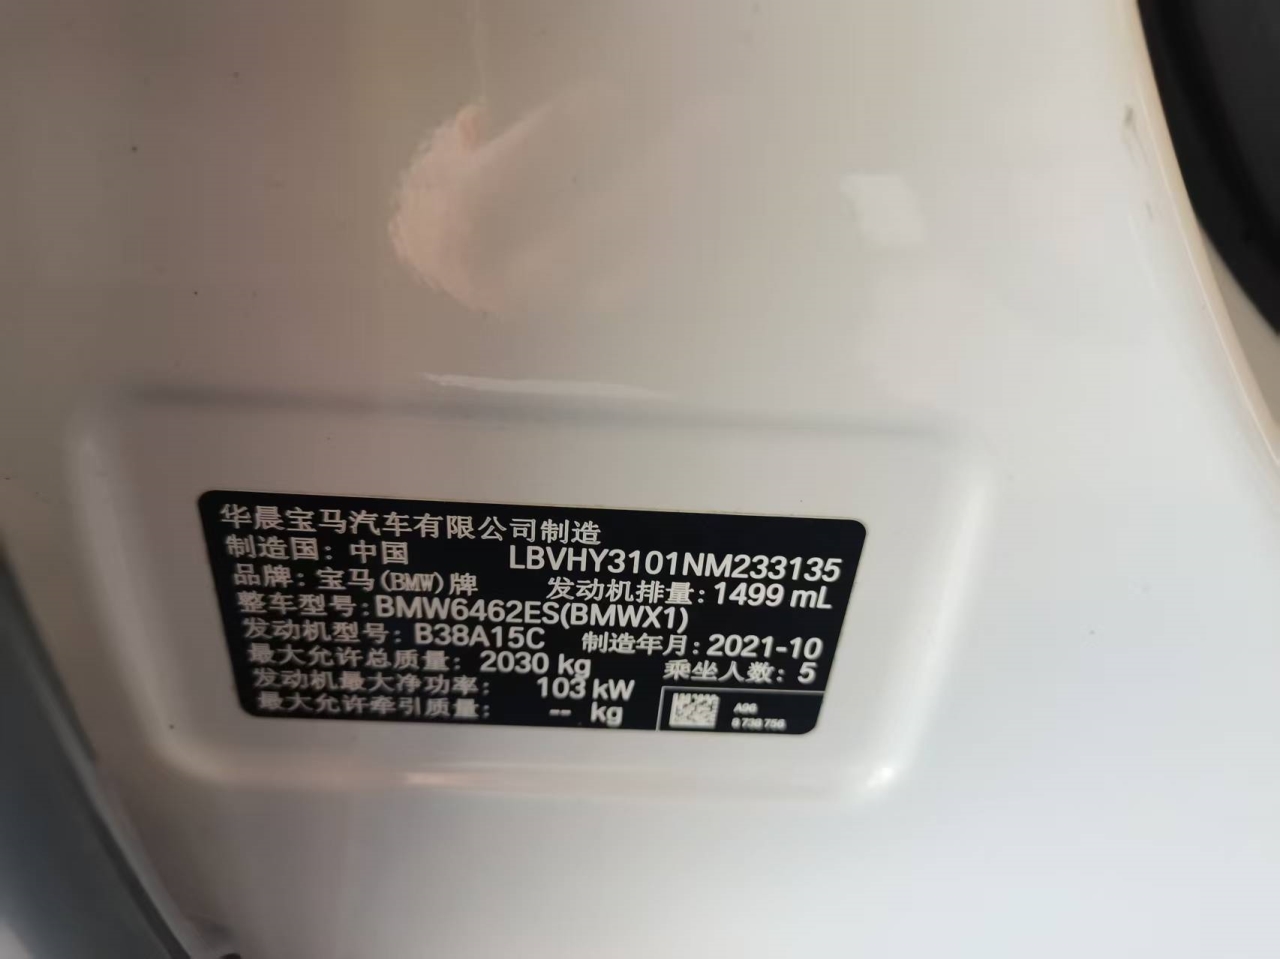 华晨宝马汽车有限公司制造
制造国：中国 LBVHY3101NM233135
品牌：宝马(BMW)牌 发动机排量：1499 mL
整车型号：BMW6462ES(BMWX1)
发动机型号：B38A15C 制造年月：2021-10
最大允许总质量：2030 kg 乘坐人数：5
发动机最大净功率：103 kW
最大允许牵引质量：-- kg
A96